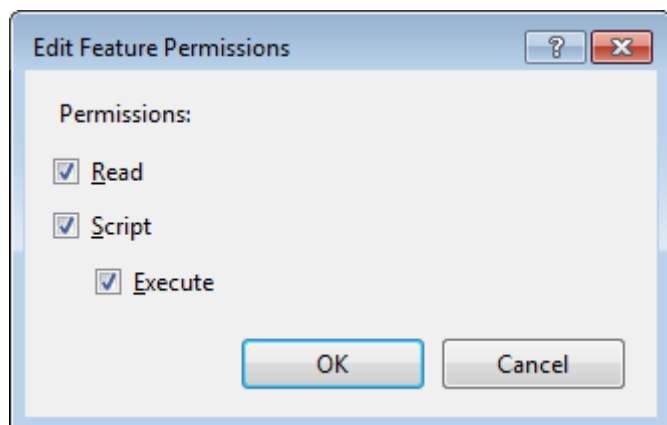 Edit Feature Permissions
Permissions:
Read
Script
Execute
OK
Cancel